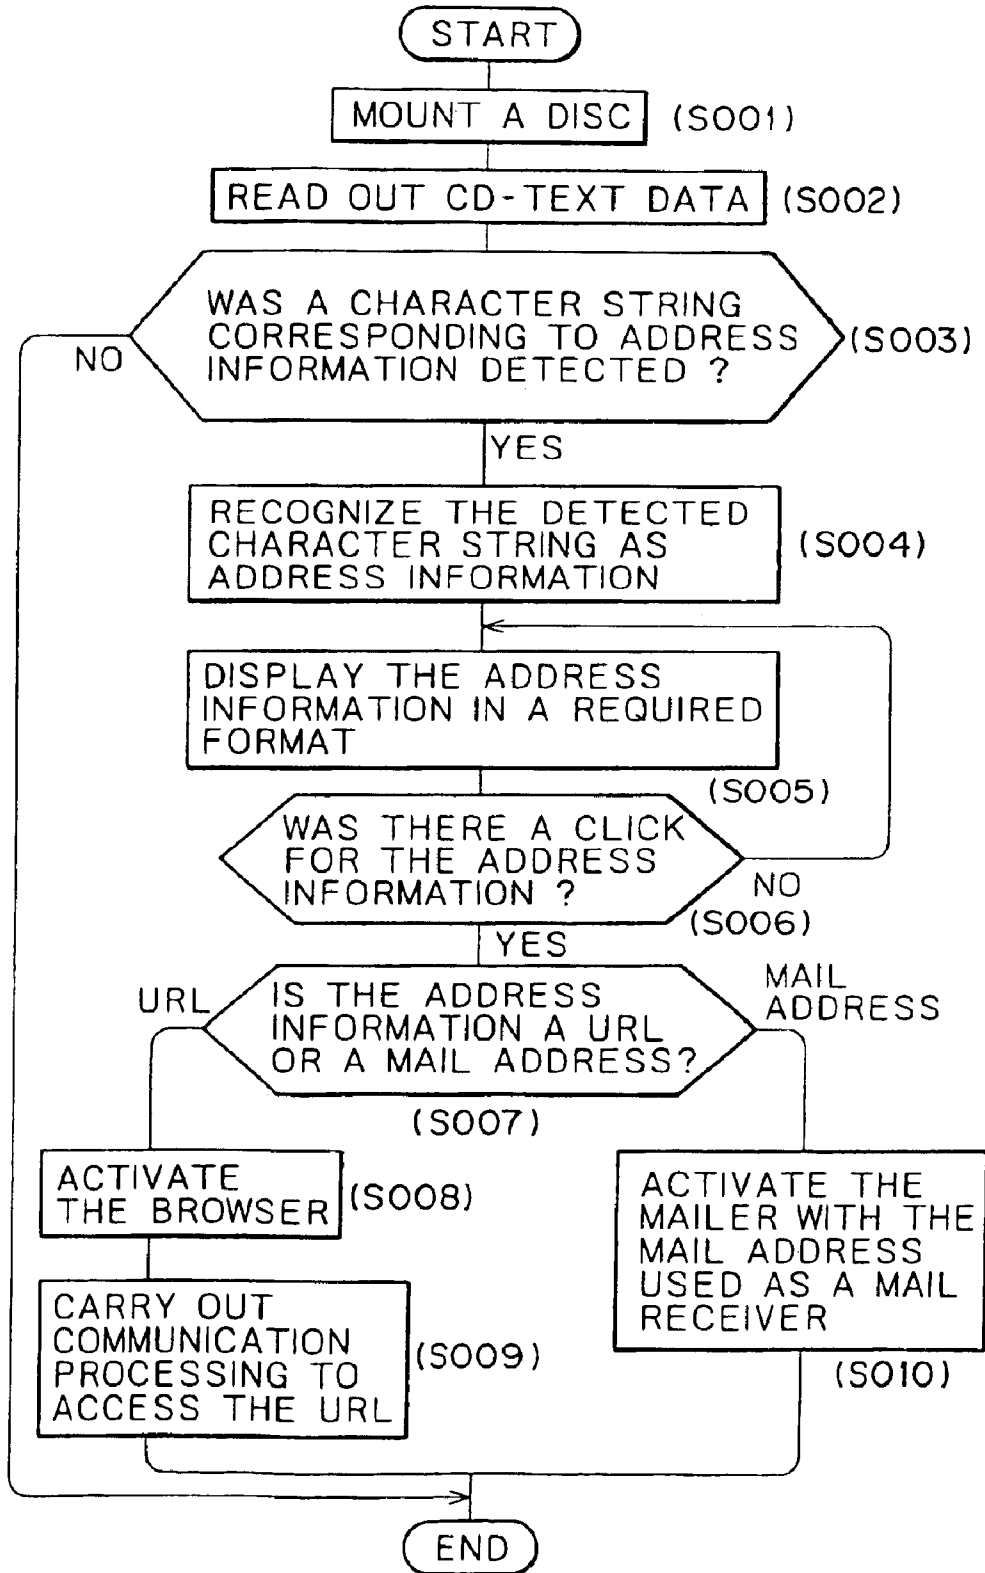 START
MOUNT A DISC
(S001)
READ OUT CD-TEXT DATA
(S002)
WAS A CHARACTER STRING
CORRESPONDING TO ADDRESS
INFORMATION DETECTED ?
(S003)
NO
YES
RECOGNIZE THE DETECTED
CHARACTER STRING AS
ADDRESS INFORMATION
(S004)
DISPLAY THE ADDRESS
INFORMATION IN A REQUIRED
FORMAT
(S005)
WAS THERE A CLICK
FOR THE ADDRESS
INFORMATION ?
NO
(S006)
YES
IS THE ADDRESS
INFORMATION A URL
OR A MAIL ADDRESS?
(S007)
URL
MAIL
ADDRESS
ACTIVATE
THE BROWSER
(S008)
CARRY OUT
COMMUNICATION
PROCESSING TO
ACCESS THE URL
(S009)
ACTIVATE THE
MAILER WITH THE
MAIL ADDRESS
USED AS A MAIL
RECEIVER
(S010)
END